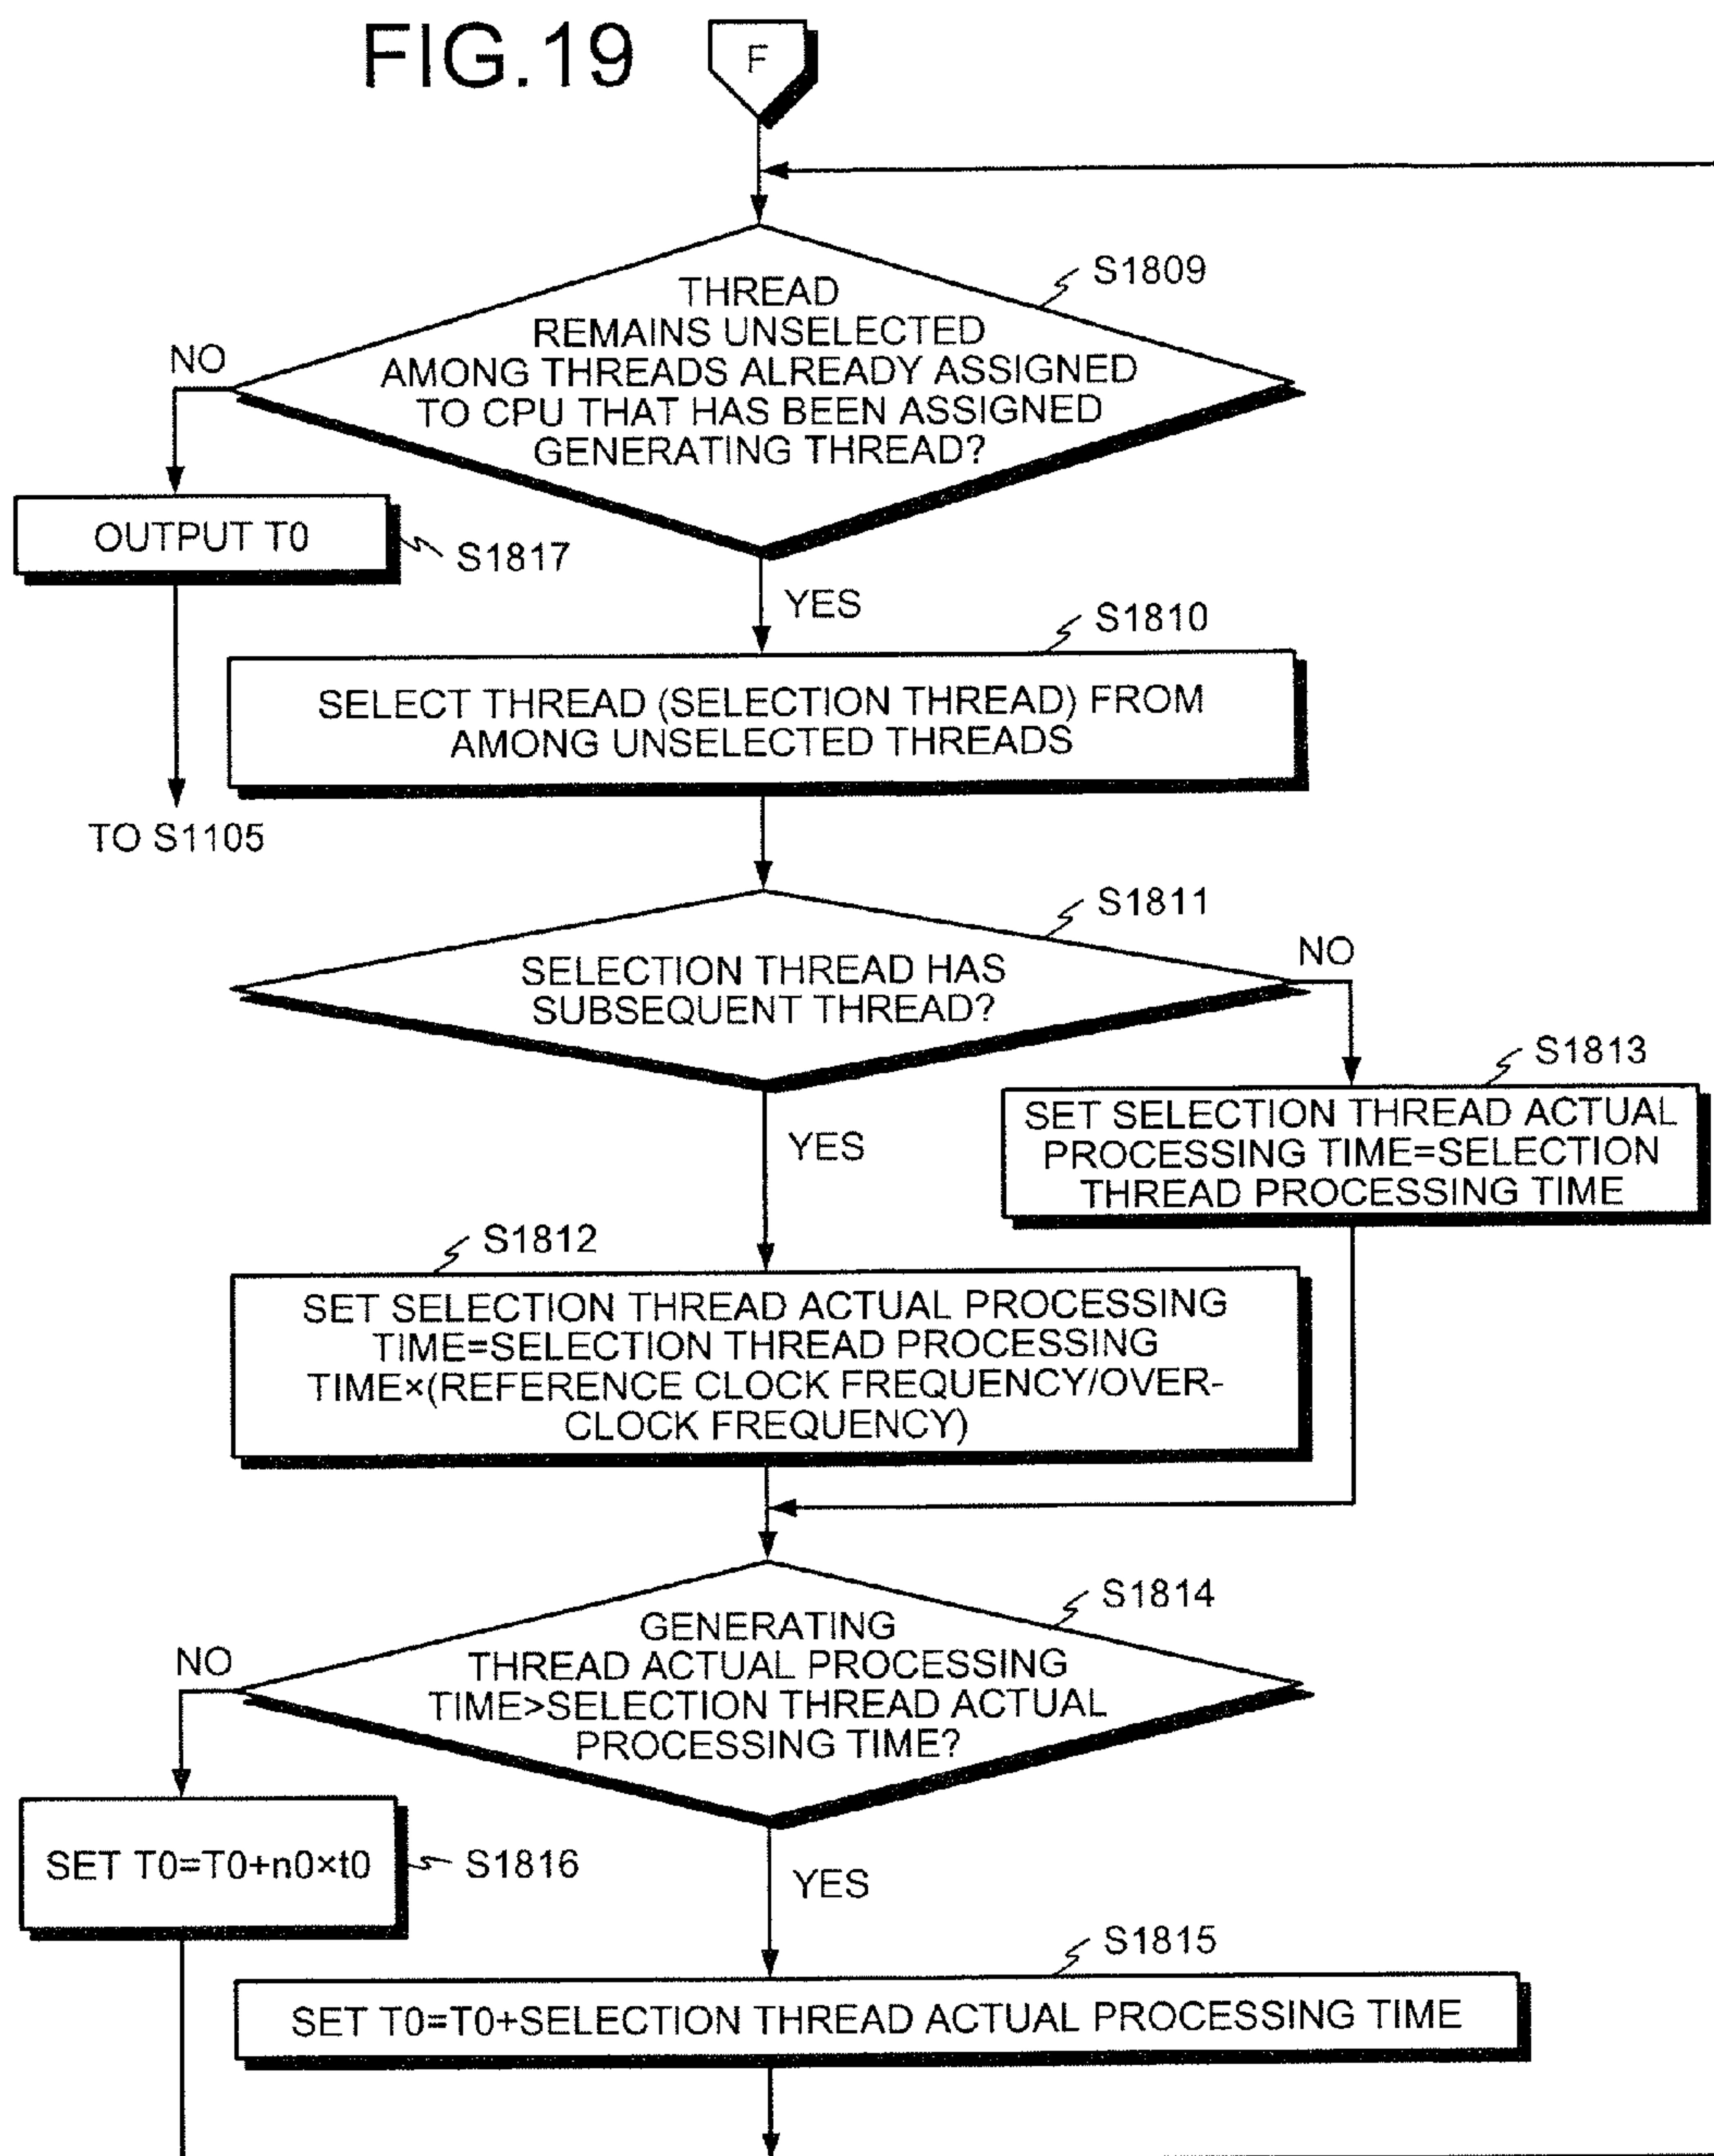 FIG.19
F
S1809
THREAD
REMAINS UNSELECTED
AMONG THREADS ALREADY ASSIGNED
TO CPU THAT HAS BEEN ASSIGNED
GENERATING THREAD?
NO
OUTPUT T0
S1817
TO S1105
YES
S1810
SELECT THREAD (SELECTION THREAD) FROM
AMONG UNSELECTED THREADS
S1811
SELECTION THREAD HAS
SUBSEQUENT THREAD?
NO
S1813
SET SELECTION THREAD ACTUAL
PROCESSING TIME=SELECTION
THREAD PROCESSING TIME
YES
S1812
SET SELECTION THREAD ACTUAL PROCESSING
TIME=SELECTION THREAD PROCESSING
TIME×(REFERENCE CLOCK FREQUENCY/OVER-
CLOCK FREQUENCY)
S1814
GENERATING
THREAD ACTUAL PROCESSING
TIME>SELECTION THREAD ACTUAL
PROCESSING TIME?
NO
SET T0=T0+n0×t0
S1816
YES
S1815
SET T0=T0+SELECTION THREAD ACTUAL PROCESSING TIME